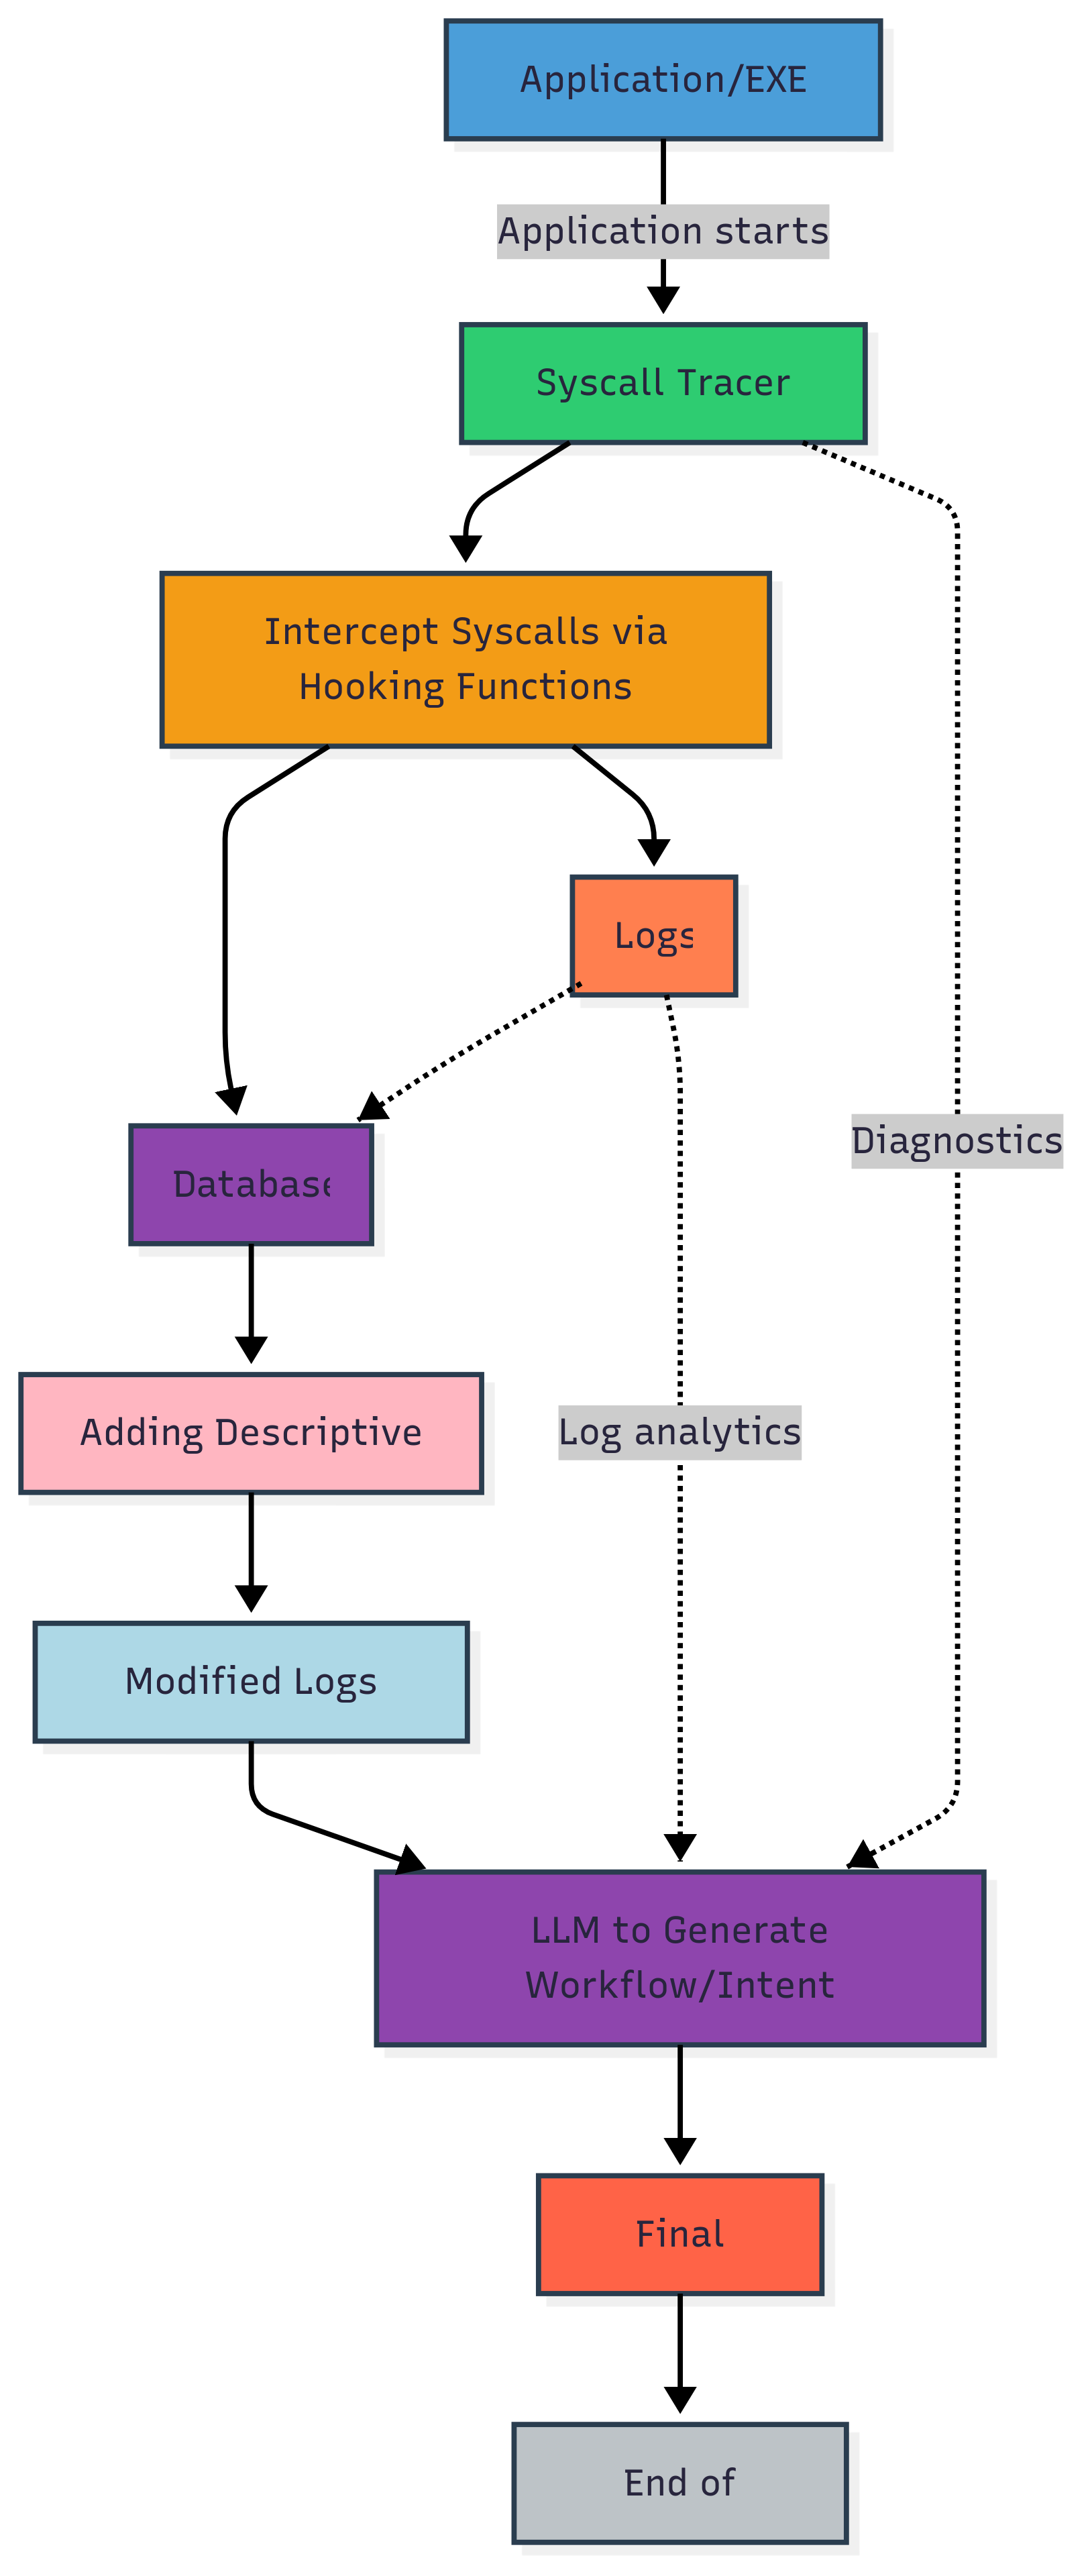 Application/EXE
Application starts
Syscall Tracer
Intercept Syscalls via
Hooking Functions
Logs
Database
Diagnostics
Adding Descriptive
Log analytics
Modified Logs
LLM to Generate
Workflow/Intent
Final
End of